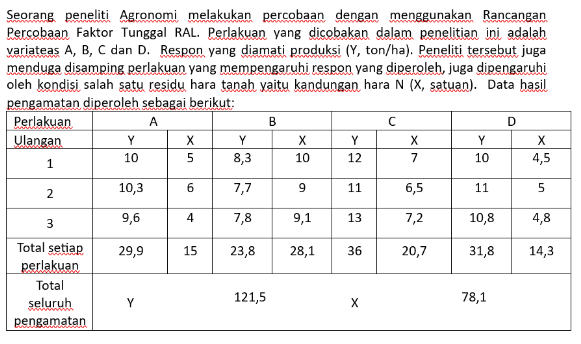 Seorang peneliti Agronomi melakukan percobaan dengan menggunakan Rancangan
Percobaan Faktor Tunggal RAL. Perlakuan yang dicobakan dalam penelitian ini adalah
variateas A, B, C dan D. Respon yang diamati produksi (Y, ton/ha). Peneliti tersebut juga
menduga disamping perlakuan yang mempengaruhi respon yang diperoleh, juga dipengaruhi
oleh kondisi salah satu residu hara tanah yaitu kandungan hara N (X, satuan). Data hasil
pengamatan diperoleh sebagai berikut:
Perlakuan A B C D
Ulangan Y X Y X Y X Y X
1 10 5 8,3 10 12 7 10 4,5
2 10,3 6 7,7 9 11 6,5 11 5
3 9,6 4 7,8 9,1 13 7,2 10,8 4,8
Total setiap
perlakuan 29,9 15 23,8 28,1 36 20,7 31,8 14,3
Total
seluruh
pengamatan Y 121,5 X 78,1